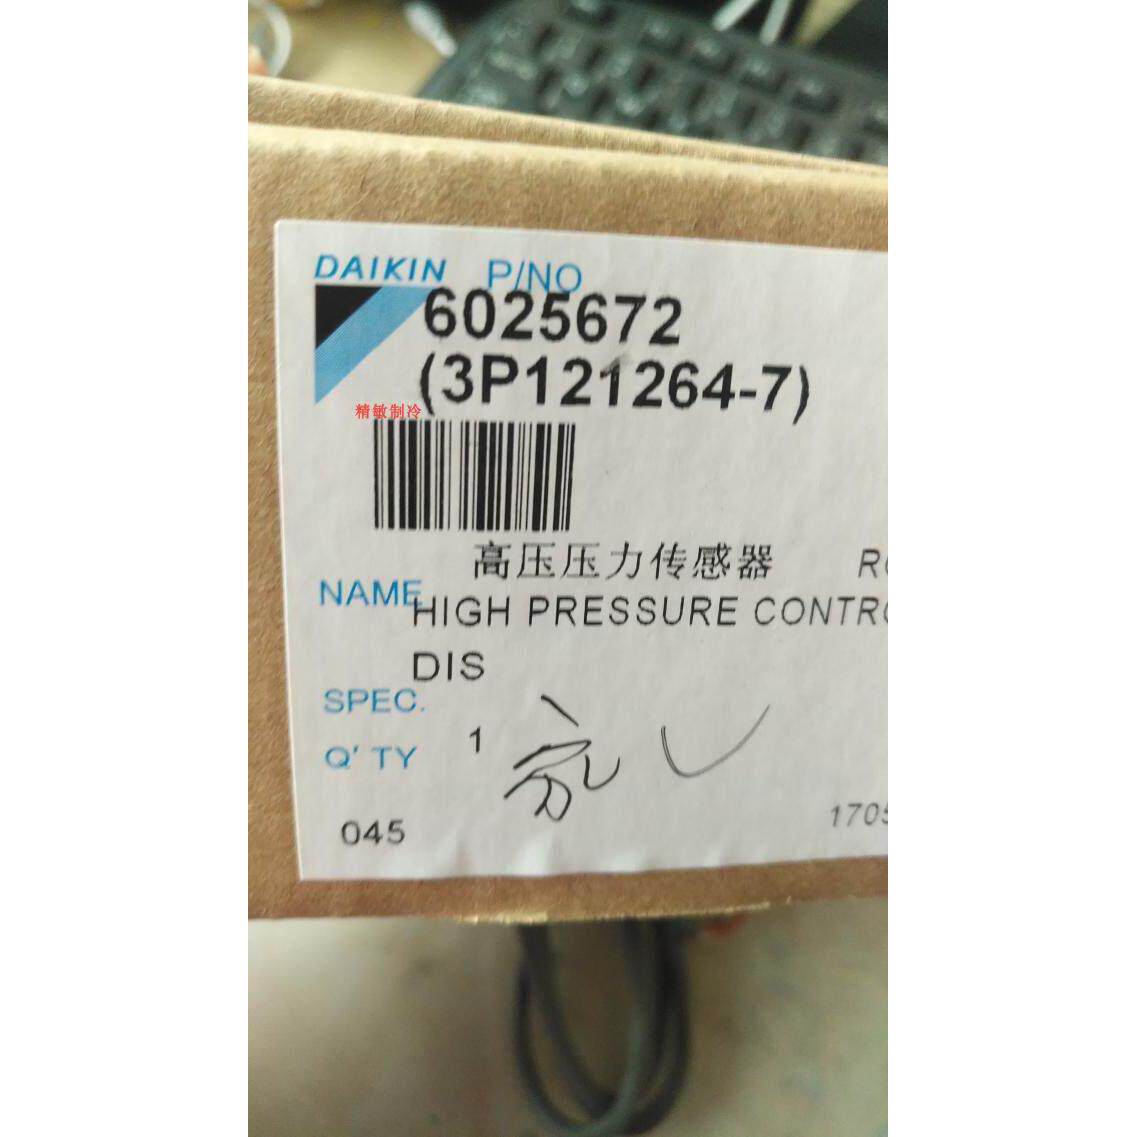 DAIKIN P/NO
6025672
(3P121264-7)
精敏制冷
高压压力传感器
NAME HIGH PRESSURE CONTRO
DIS
SPEC.
Q'TY 1
045 1705